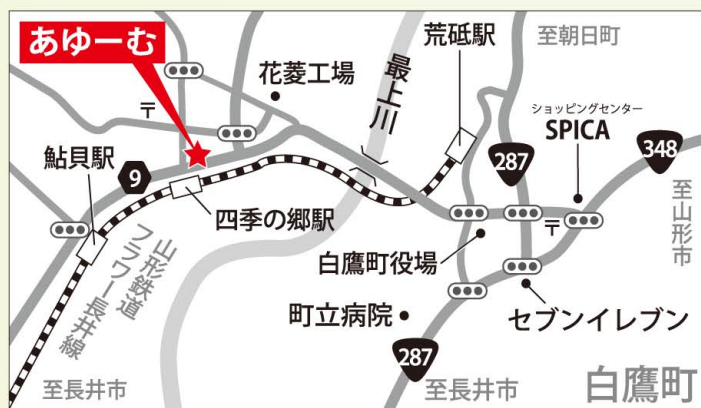 あゆーむ
荒砥駅
至朝日町
花菱工場
最上川
ショッピングセンター
SPICA
〒
鮎貝駅
9
287
348
四季の郷駅
至山形市
〒
白鷹町役場
山形鉄道
フラワー長井線
町立病院
セブンイレブン
287
至長井市
至長井市
白鷹町